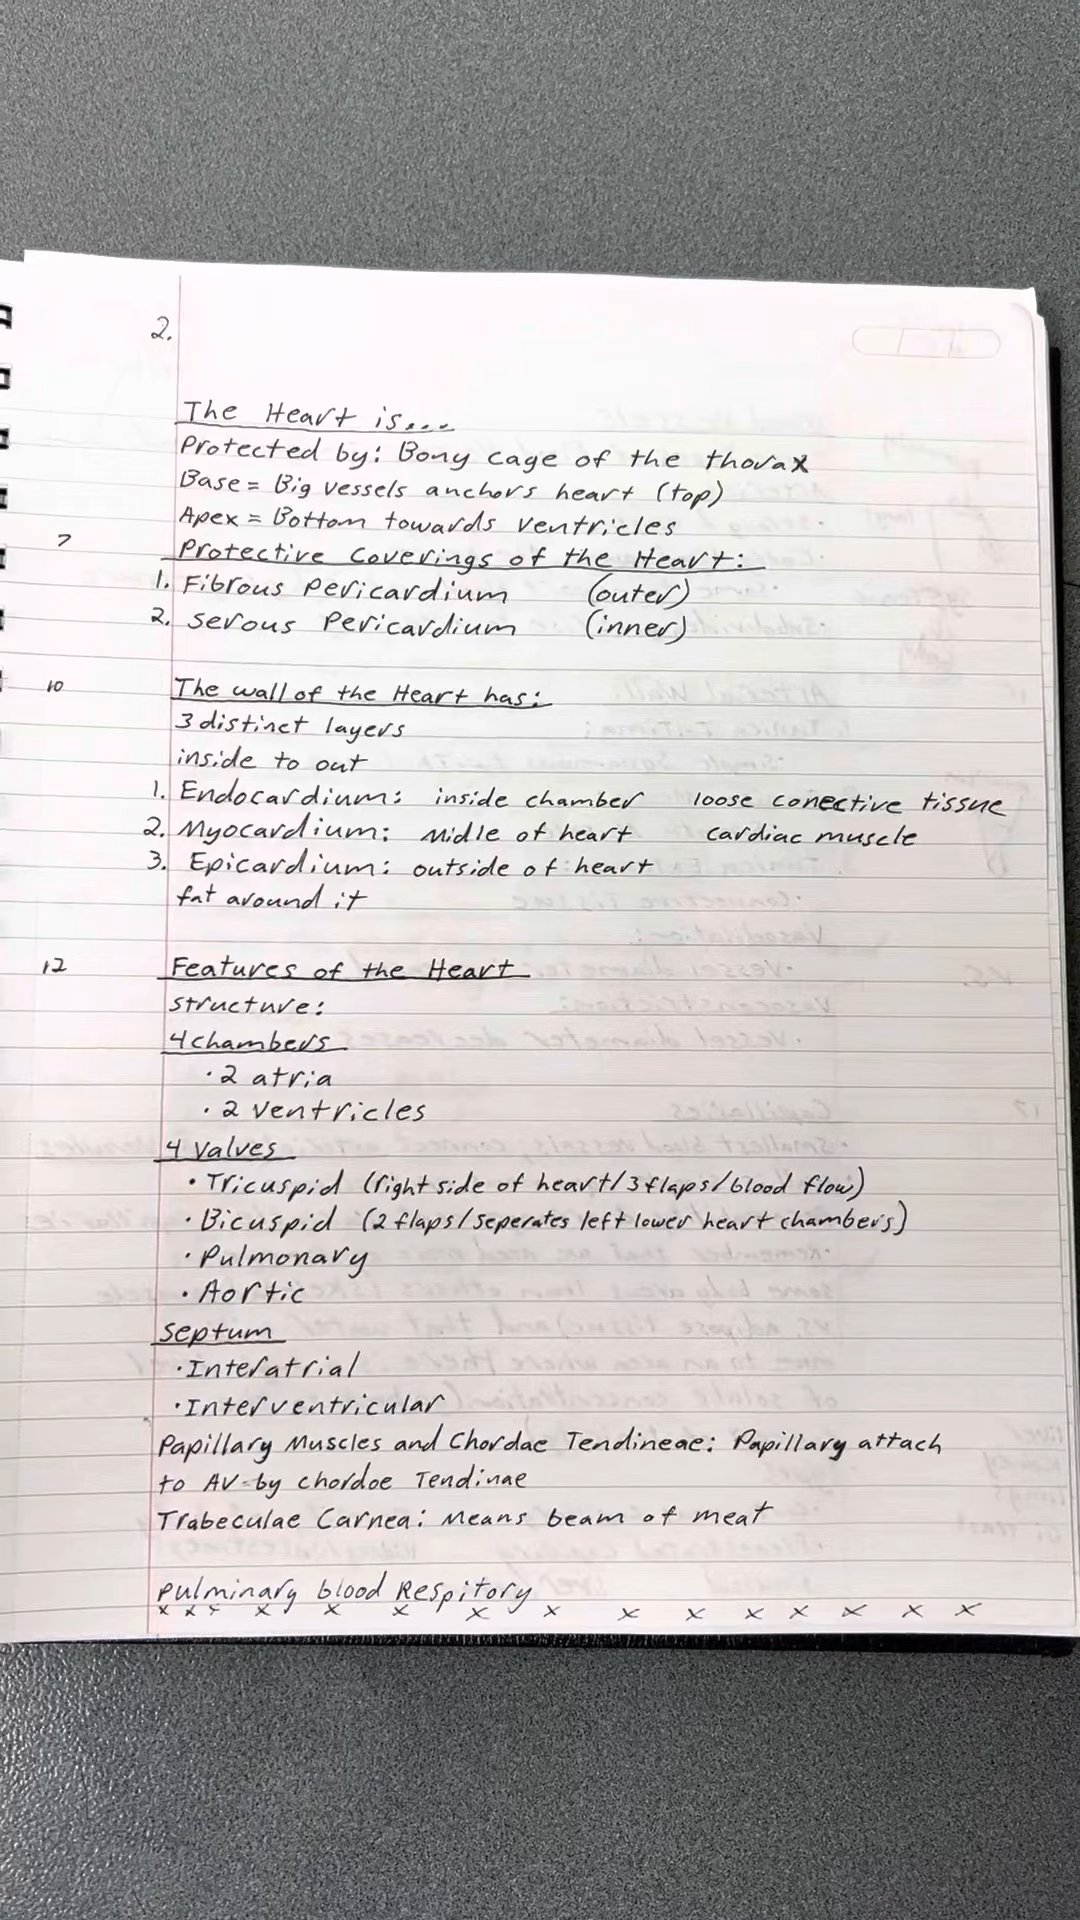 2.
The Heart is...
Protected by: Bony cage of the thorax
Base = Big vessels anchors heart (top)
Apex = Bottom towards ventricles
7 Protective Coverings of the Heart:
1. Fibrous Pericardium (outer)
2. Serous Pericardium (inner)
10 The wall of the Heart has:
3 distinct layers
inside to out
1. Endocardium: inside chamber loose conective tissue
2. Myocardium: Midle of heart cardiac muscle
3. Epicardium: outside of heart
fat around it
12 Features of the Heart
structure:
4 chambers
· 2 atria
· 2 ventricles
4 valves
· Tricuspid (right side of heart/3 flaps/blood flow)
· Bicuspid (2 flaps/seperates left lower heart chambers)
· Pulmonary
· Aortic
Septum
· Interatrial
· Interventricular
Papillary Muscles and Chordae Tendineae: Papillary attach
to AV by chordoe Tendinae
Trabeculae Carnea: Means beam of meat
Pulminary blood Respitory
x x x x x x x x x x x x x x x